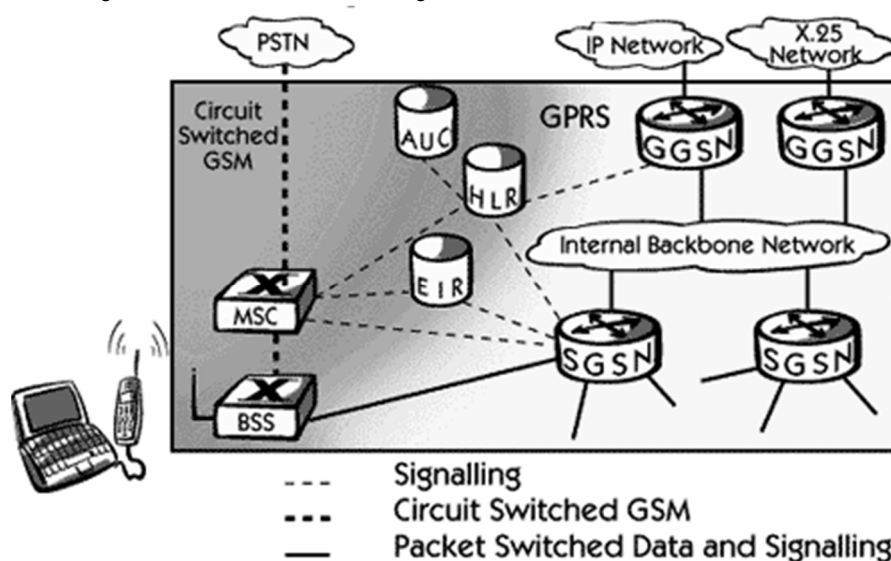 PSTN
IP Network
X.25
Network
Circuit
Switched
GSM
AUC
GPRS
GGSN
GGSN
HLR
Internal Backbone Network
EIR
MSC
SGSN
SGSN
BSS
Signalling
Circuit Switched GSM
Packet Switched Data and Signalling